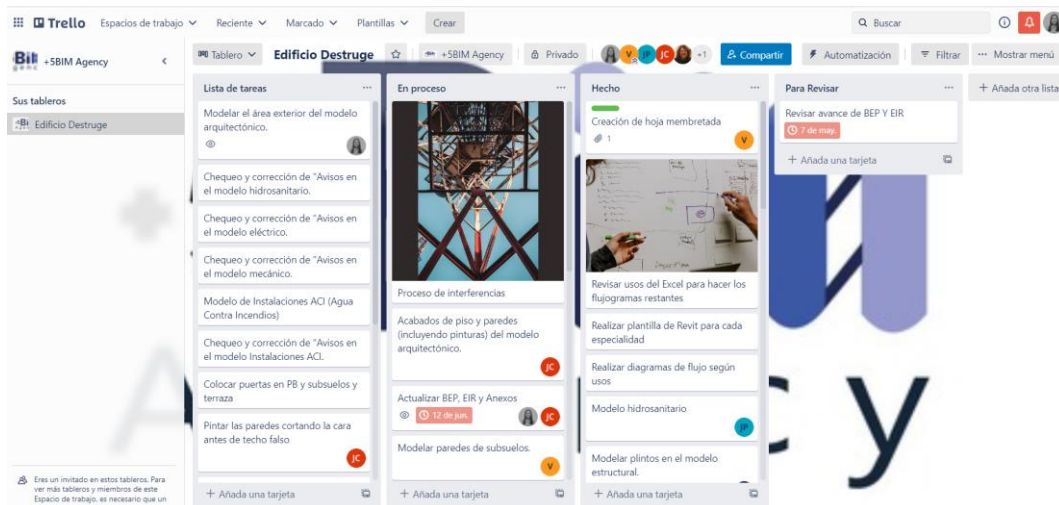 Trello Espacios de trabajo Reciente Marcado Plantillas Crear Buscar
+5BIM Agency
Sus tableros
Edificio Destruge
Eres un invitado en estos tableros. Para
ver más tableros y miembros de este
Espacio de trabajo, es necesario que un
Tablero Edificio Destruge +5BIM Agency Privado V JP JC +1 Compartir Automatización Filtrar ... Mostrar menú
Lista de tareas ...
Modelar el área exterior del modelo
arquitectónico.
Chequeo y corrección de "Avisos en
el modelo hidrosanitario.
Chequeo y corrección de "Avisos en
el modelo eléctrico.
Chequeo y corrección de "Avisos en
el modelo mecánico.
Modelo de Instalaciones ACI (Agua
Contra Incendios)
Chequeo y corrección de "Avisos en
el modelo Instalaciones ACI.
Colocar puertas en PB y subsuelos y
terraza
Pintar las paredes cortando la cara
antes de techo falso
JC
+ Añada una tarjeta
En proceso ...
Proceso de interferencias
Acabados de piso y paredes
(incluyendo pinturas) del modelo
arquitectónico.
JC
Actualizar BEP, EIR y Anexos
12 de jun. JC
Modelar paredes de subsuelos.
V
+ Añada una tarjeta
Hecho ...
Creación de hoja membretada
1 V
Revisar usos del Excel para hacer los
flujogramas restantes
Realizar plantilla de Revit para cada
especialidad
Realizar diagramas de flujo según
usos
Modelo hidrosanitario
JP
Modelar plintos en el modelo
estructural.
+ Añada una tarjeta
Para Revisar ...
Revisar avance de BEP Y EIR
7 de may.
+ Añada una tarjeta
+ Añada otra lista